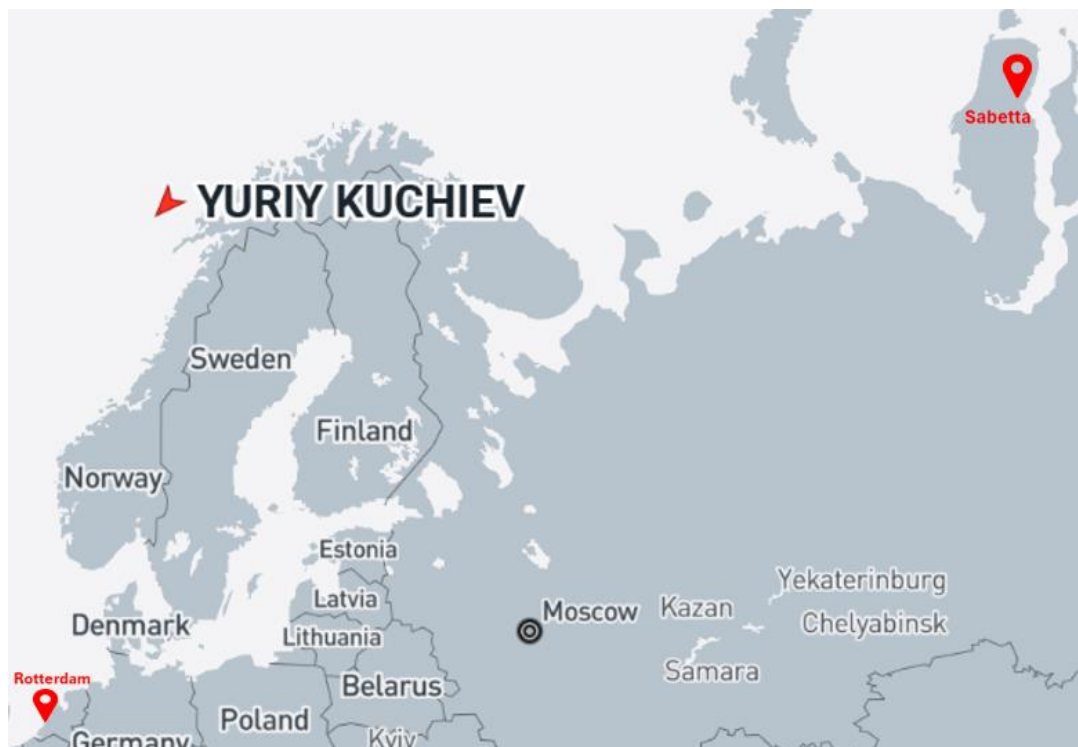 Sabetta
YURIY KUCHIEV
Sweden
Finland
Norway
Estonia
Yekaterinburg
Latvia
Moscow
Kazan
Chelyabinsk
Denmark
Lithuania
Samara
Rotterdam
Belarus
Poland
Germany
Kyiv